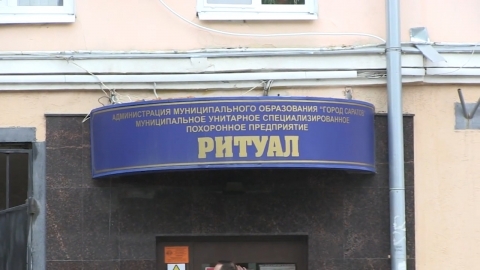 АДМИНИСТРАЦИЯ МУНИЦИПАЛЬНОГО ОБРАЗОВАНИЯ "ГОРОД САРАТОВ"
МУНИЦИПАЛЬНОЕ УНИТАРНОЕ СПЕЦИАЛИЗИРОВАННОЕ
ПОХОРОННОЕ ПРЕДПРИЯТИЕ
РИТУАЛ